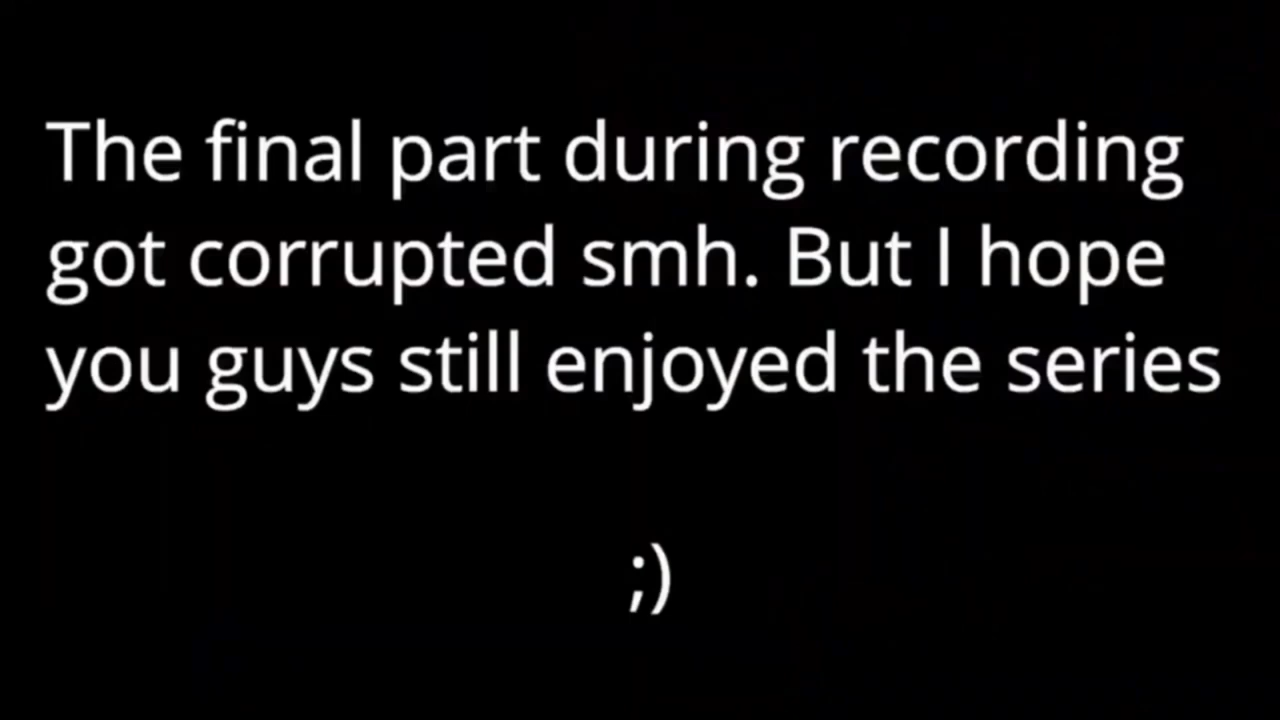 The final part during recording
got corrupted smh. But I hope
you guys still enjoyed the series
;)